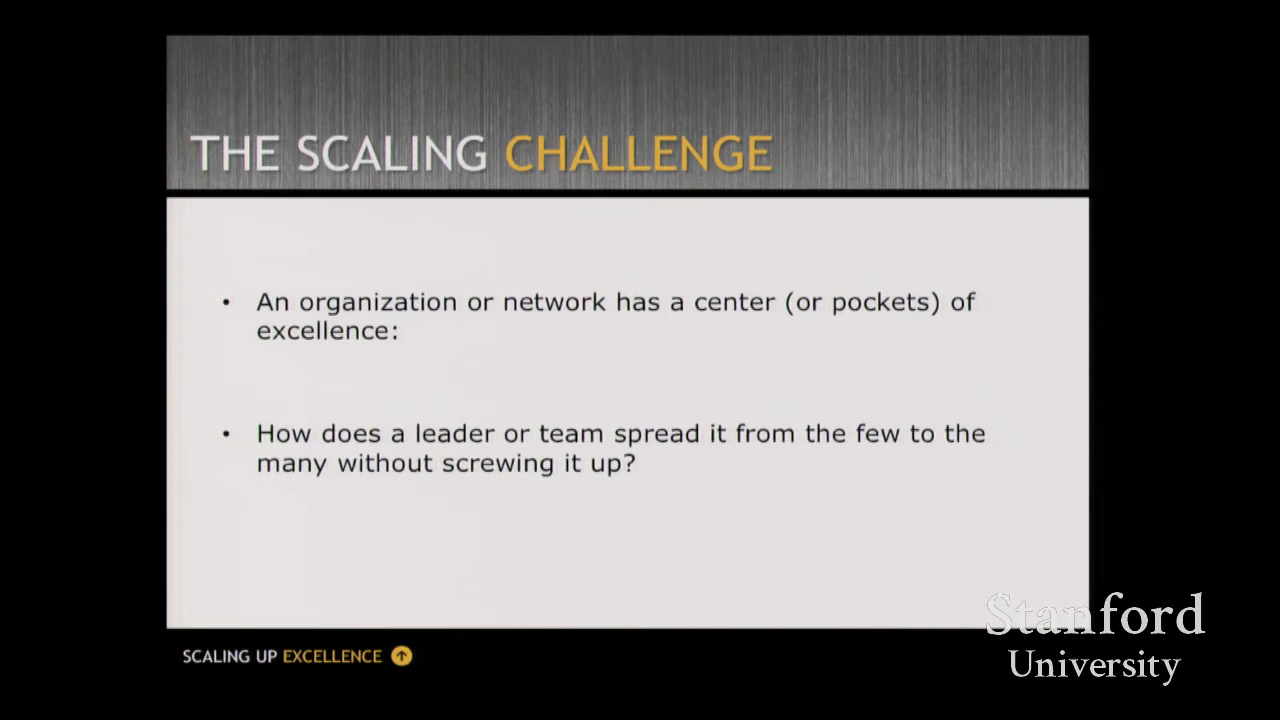 THE SCALING CHALLENGE
• An organization or network has a center (or pockets) of
excellence:
• How does a leader or team spread it from the few to the
many without screwing it up?
SCALING UP EXCELLENCE
Stanford
University